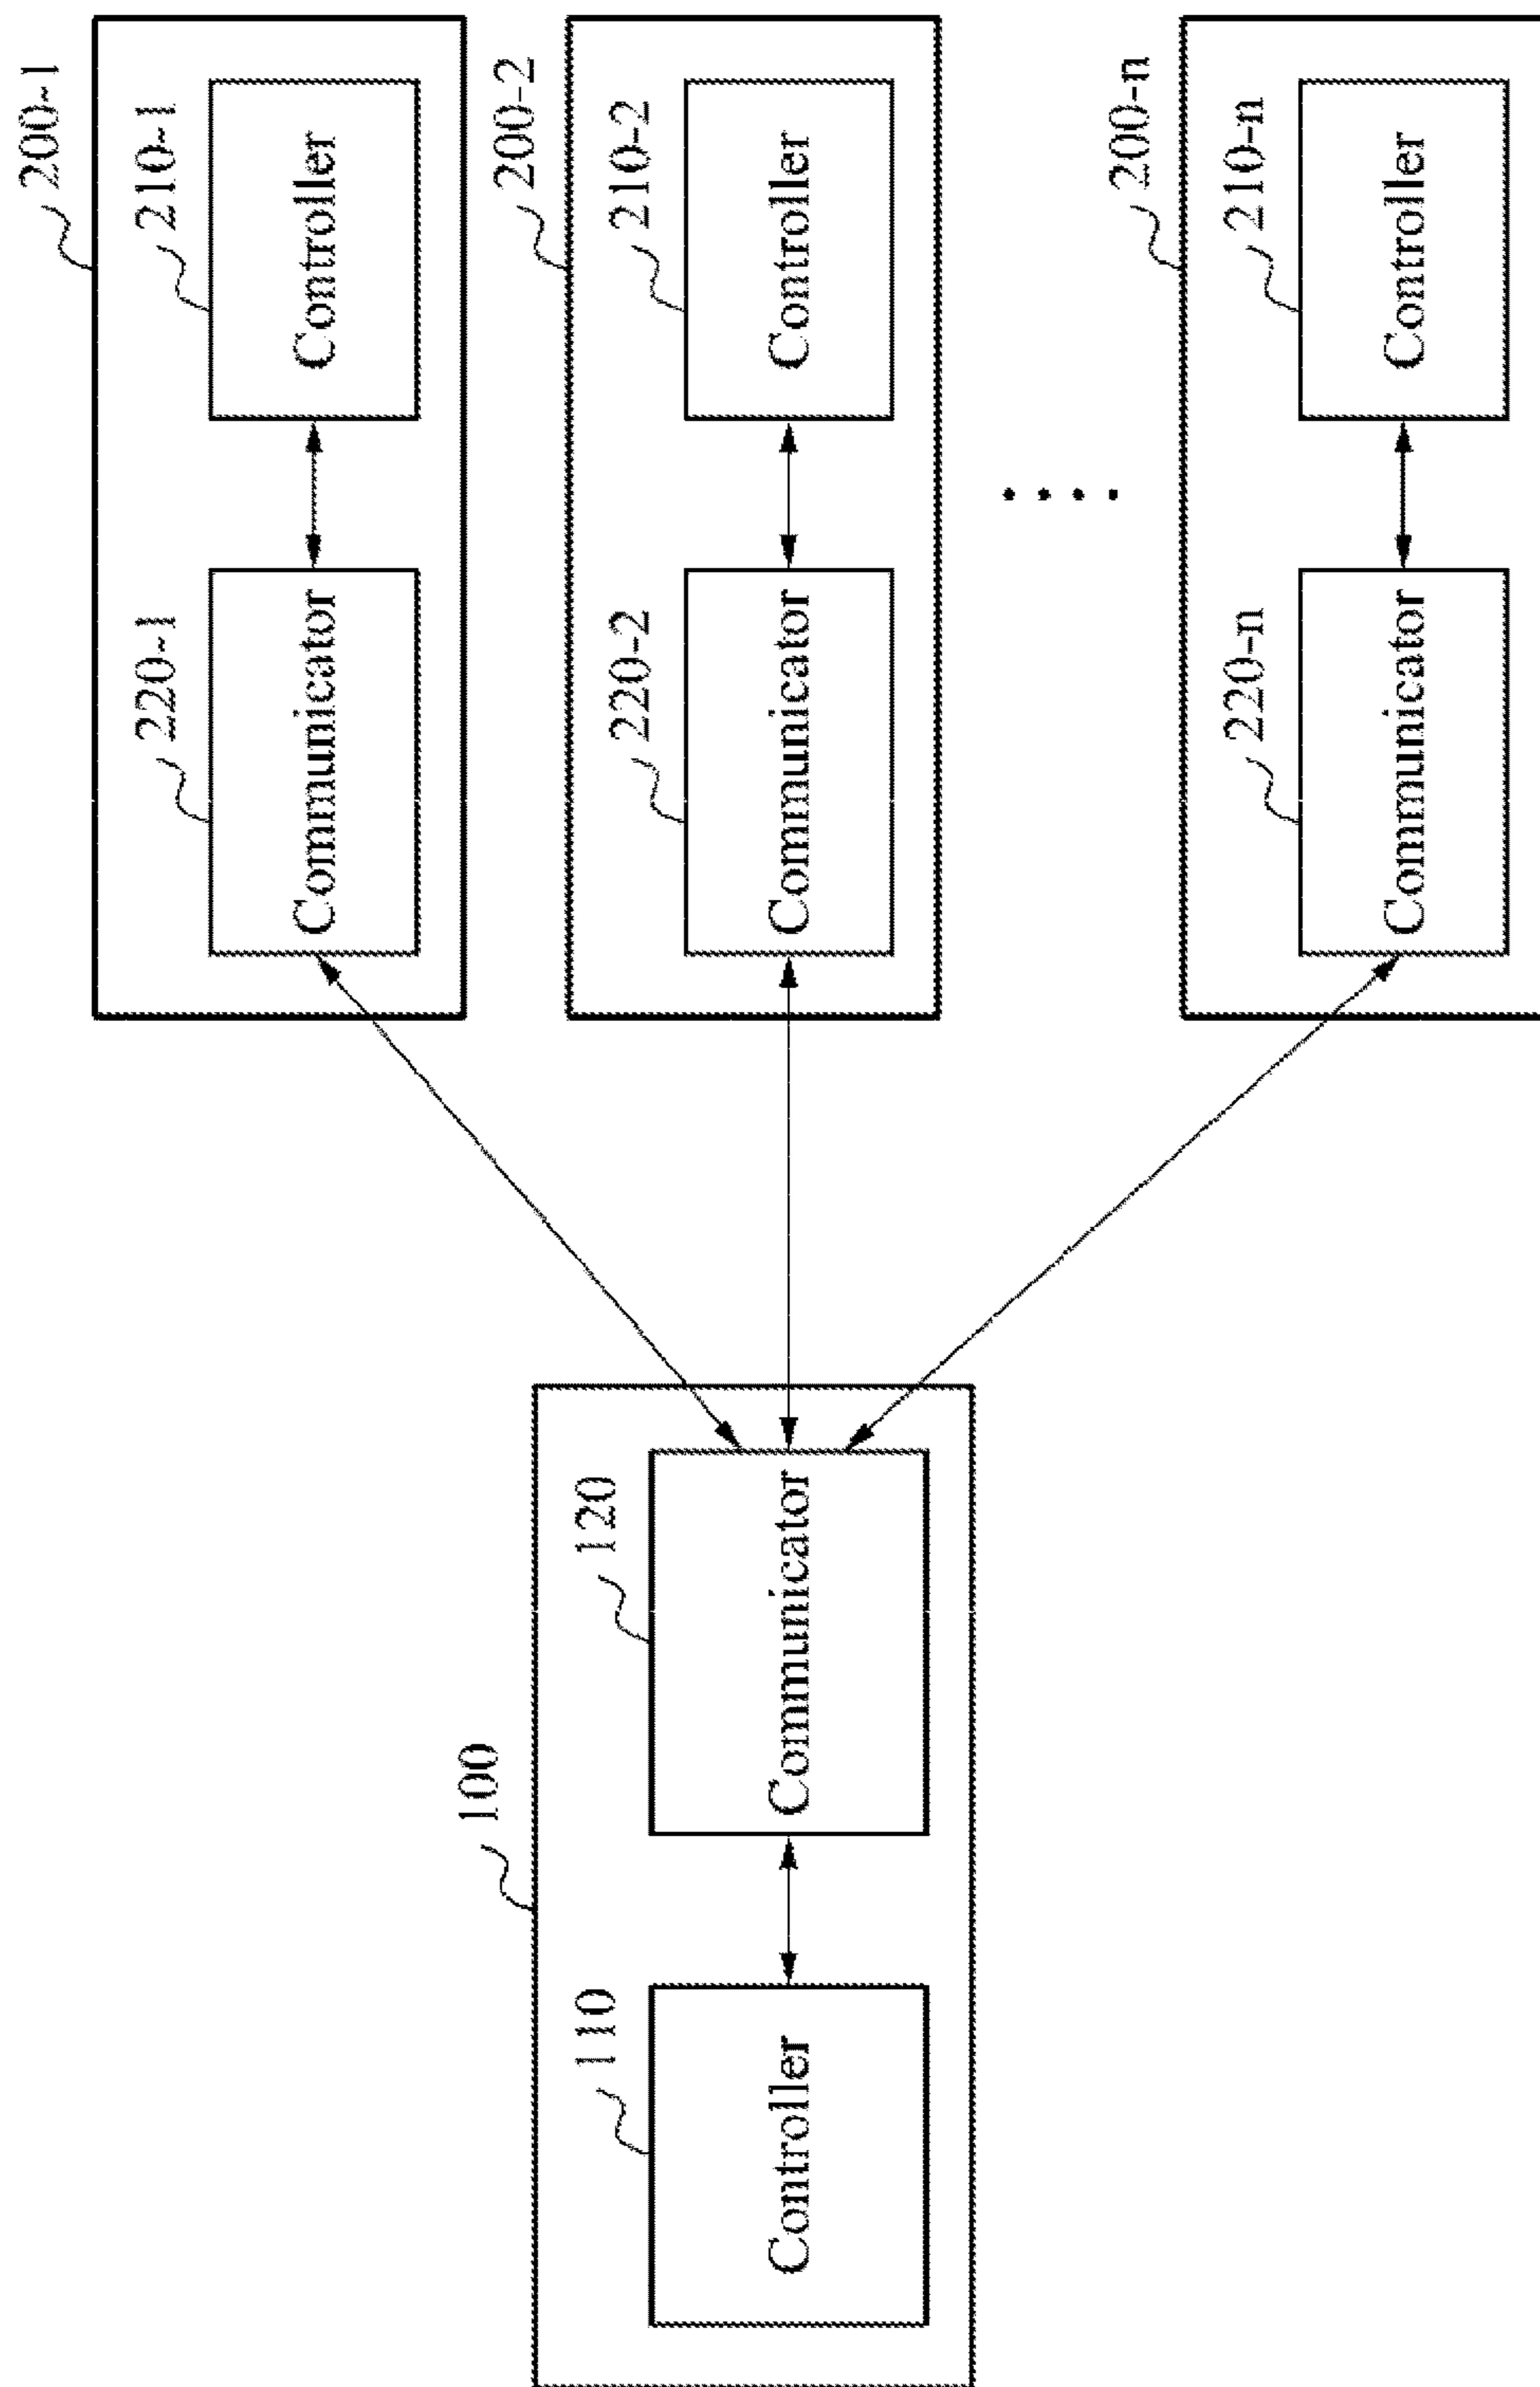 100
110
Controller
120
Communicator
200-1
220-1
Communicator
210-1
Controller
200-2
220-2
Communicator
210-2
Controller
200-n
220-n
Communicator
210-n
Controller